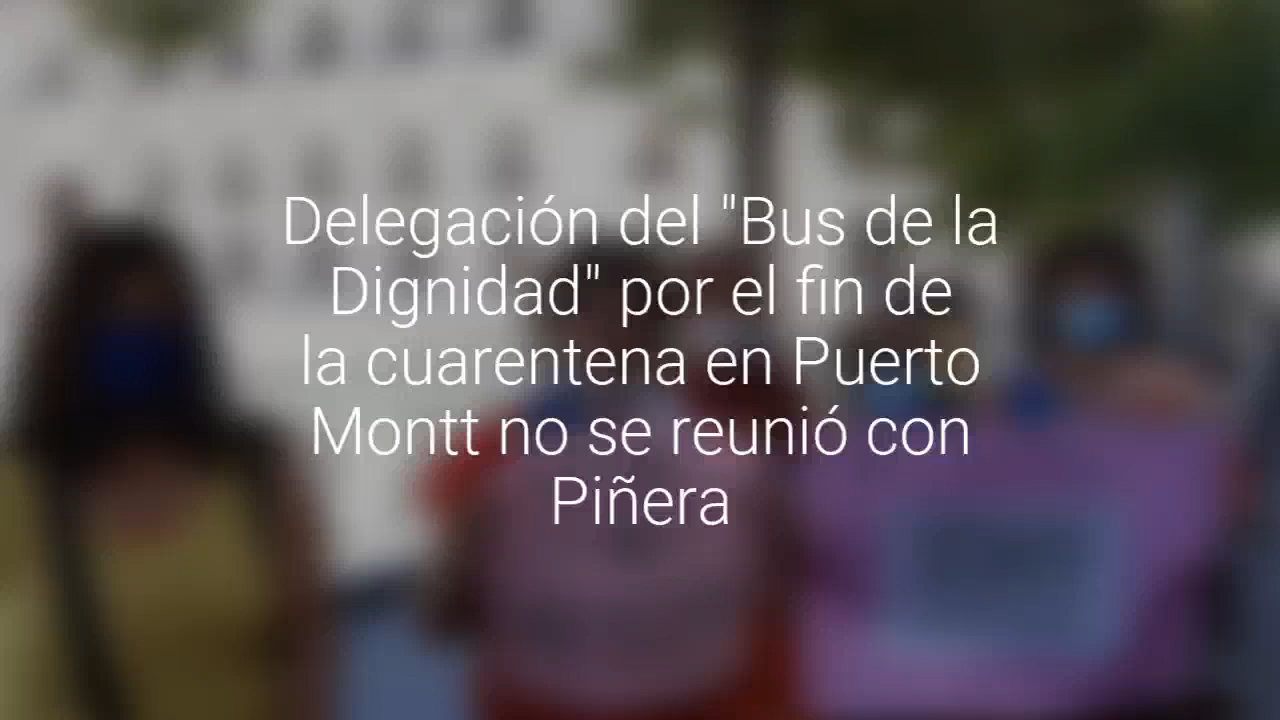 Delegación del "Bus de la
Dignidad" por el fin de
la cuarentena en Puerto
Montt no se reunió con
Piñera